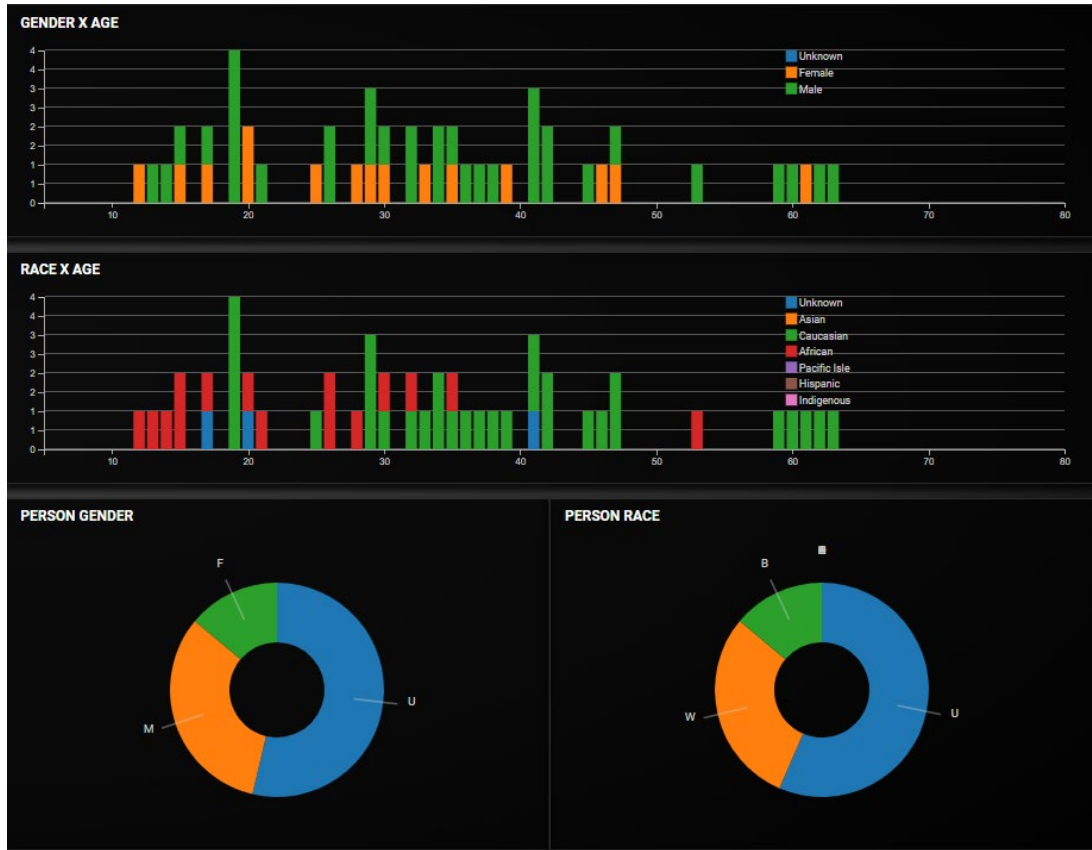 GENDER X AGE
4
4
3
3
2
2
1
1
0
10 20 30 40 50 60 70 80
Unknown
Female
Male
RACE X AGE
4
4
3
3
2
2
1
1
0
10 20 30 40 50 60 70 80
Unknown
Asian
Caucasian
African
Pacific Isle
Hispanic
Indigenous
PERSON GENDER
F
M
U
PERSON RACE
B
W
U